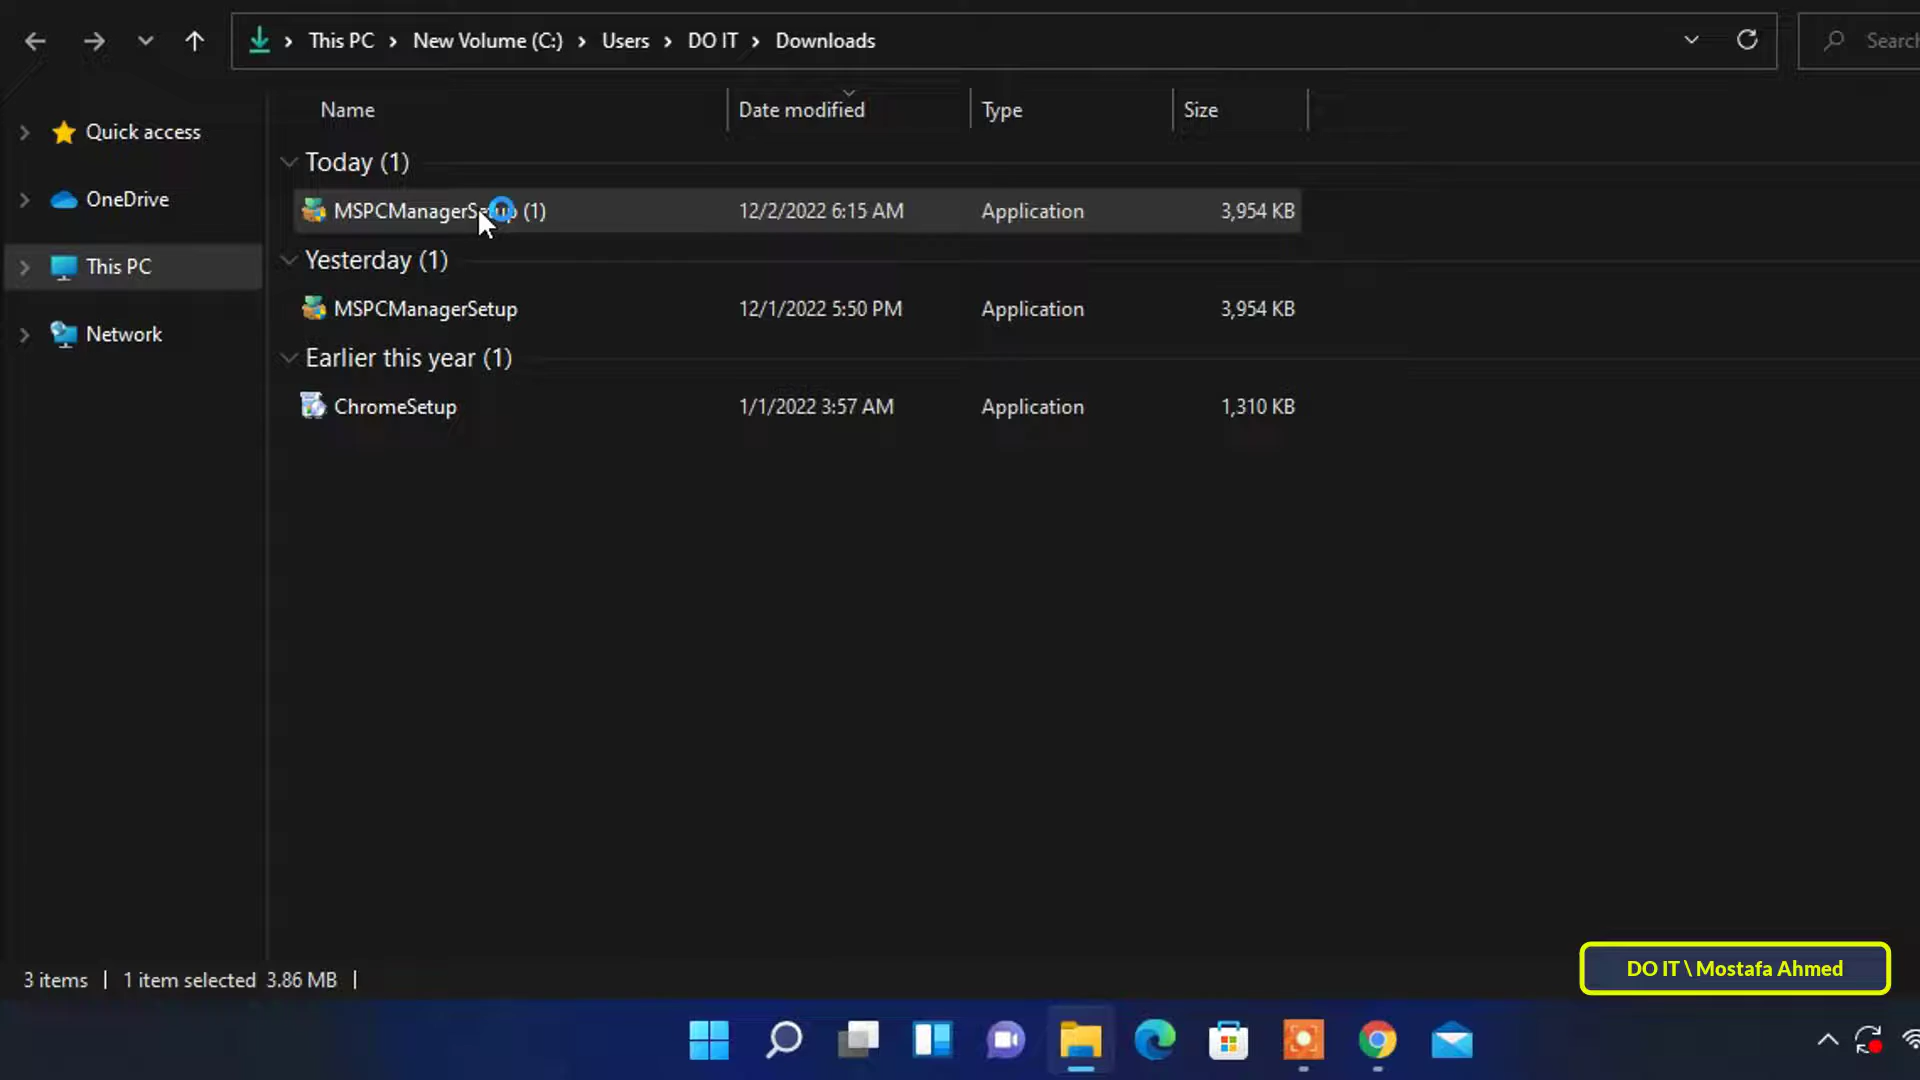 This PC > New Volume (C:) > Users > DO IT > Downloads
Search
Name Date modified Type Size
Quick access
OneDrive
This PC
Network
Today (1)
MSPCManagerSetup (1) 12/2/2022 6:15 AM Application 3,954 KB
Yesterday (1)
MSPCManagerSetup 12/1/2022 5:50 PM Application 3,954 KB
Earlier this year (1)
ChromeSetup 1/1/2022 3:57 AM Application 1,310 KB
3 items | 1 item selected 3.86 MB |
DO IT \ Mostafa Ahmed